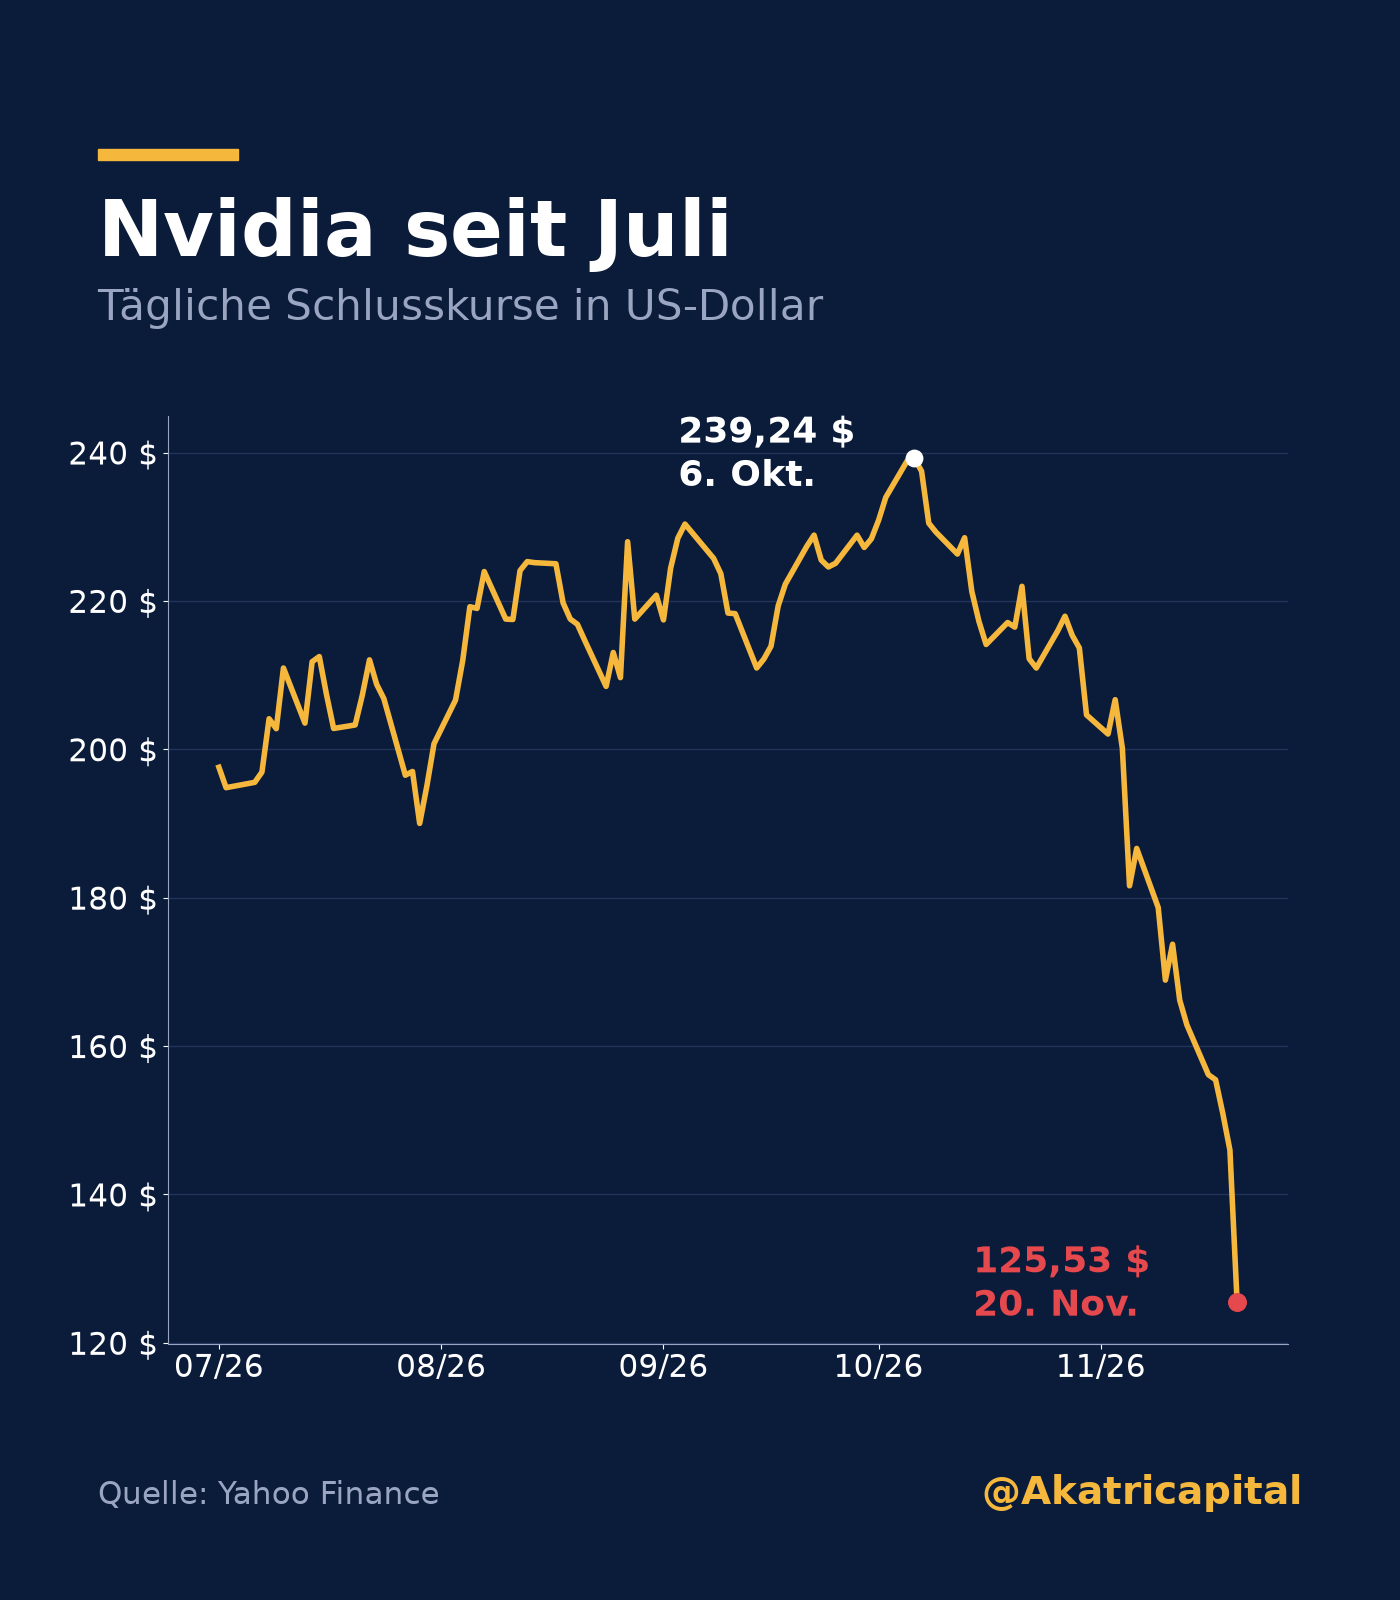 Nvidia seit Juli
Tägliche Schlusskurse in US-Dollar
239,24 $
6. Okt.
240 $
220 $
200 $
180 $
160 $
140 $
120 $
125,53 $
20. Nov.
07/26
08/26
09/26
10/26
11/26
Quelle: Yahoo Finance
@Akatricapital